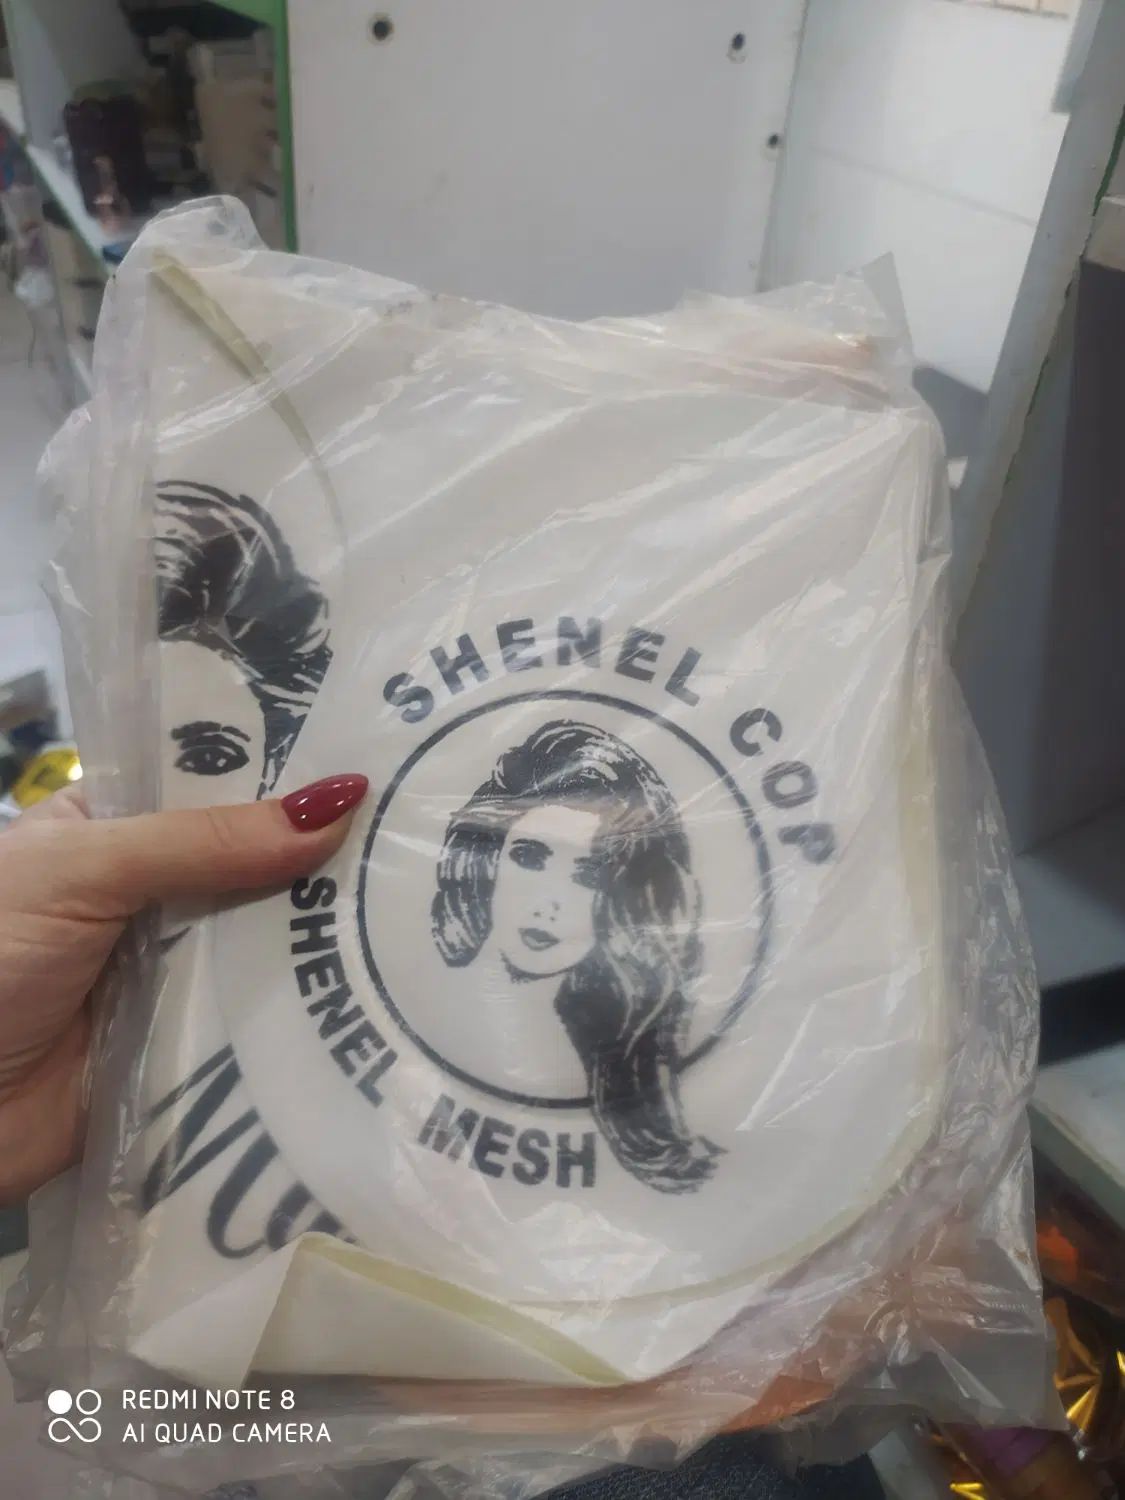 SHENEL COP
SHENEL MESH
REDMI NOTE 8
AI QUAD CAMERA